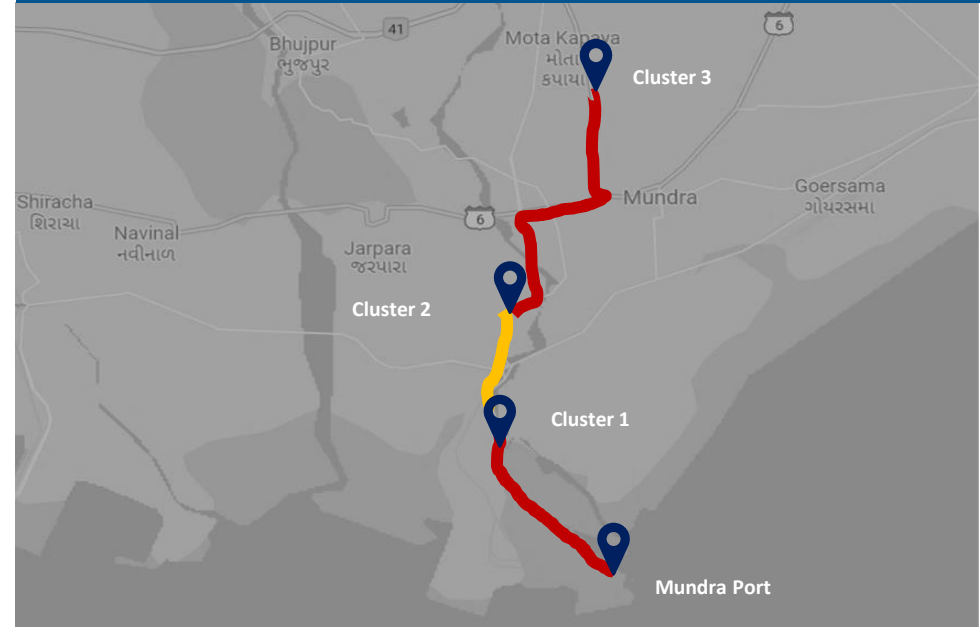 41
6
Bhujpur
ભુજપુર
Mota Kapaya
મોટા
કપાયા
Cluster 3
Shiracha
શિરાચા
Navinal
નવીનાળ
Jarpara
જરપારા
6
Mundra
Goersama
ગોયરસમા
Cluster 2
Cluster 1
Mundra Port